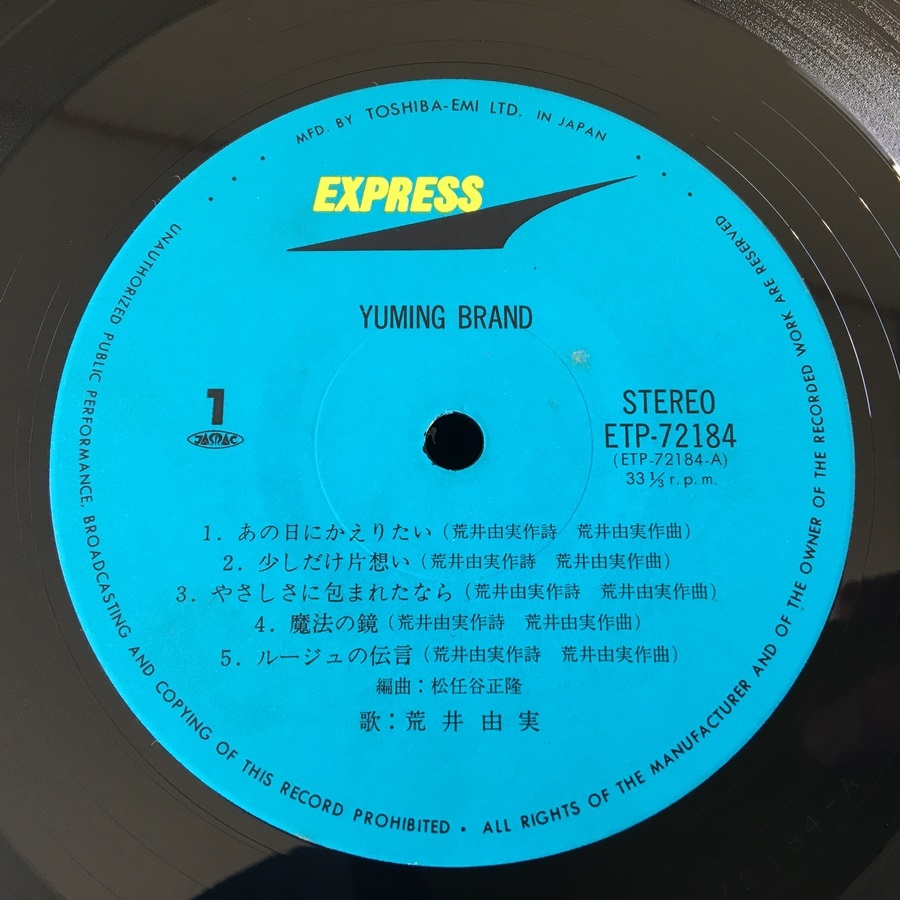 MFD. BY TOSHIBA-EMI LTD. IN JAPAN
EXPRESS
YUMING BRAND
1
JASRAC
STEREO
ETP-72184
(ETP-72184-A)
33 1/3 r.p.m.
1. あの日にかえりたい (荒井由実作詩 荒井由実作曲)
2. 少しだけ片想い (荒井由実作詩 荒井由実作曲)
3. やさしさに包まれたなら (荒井由実作詩 荒井由実作曲)
4. 魔法の鏡 (荒井由実作詩 荒井由実作曲)
5. ルージュの伝言 (荒井由実作詩 荒井由実作曲)
編曲：松任谷正隆
歌：荒井由実
UNAUTHORIZED PUBLIC PERFORMANCE, BROADCASTING AND COPYING OF THIS RECORD PROHIBITED • ALL RIGHTS OF THE MANUFACTURER AND OF THE OWNER OF THE RECORDED WORK ARE RESERVED